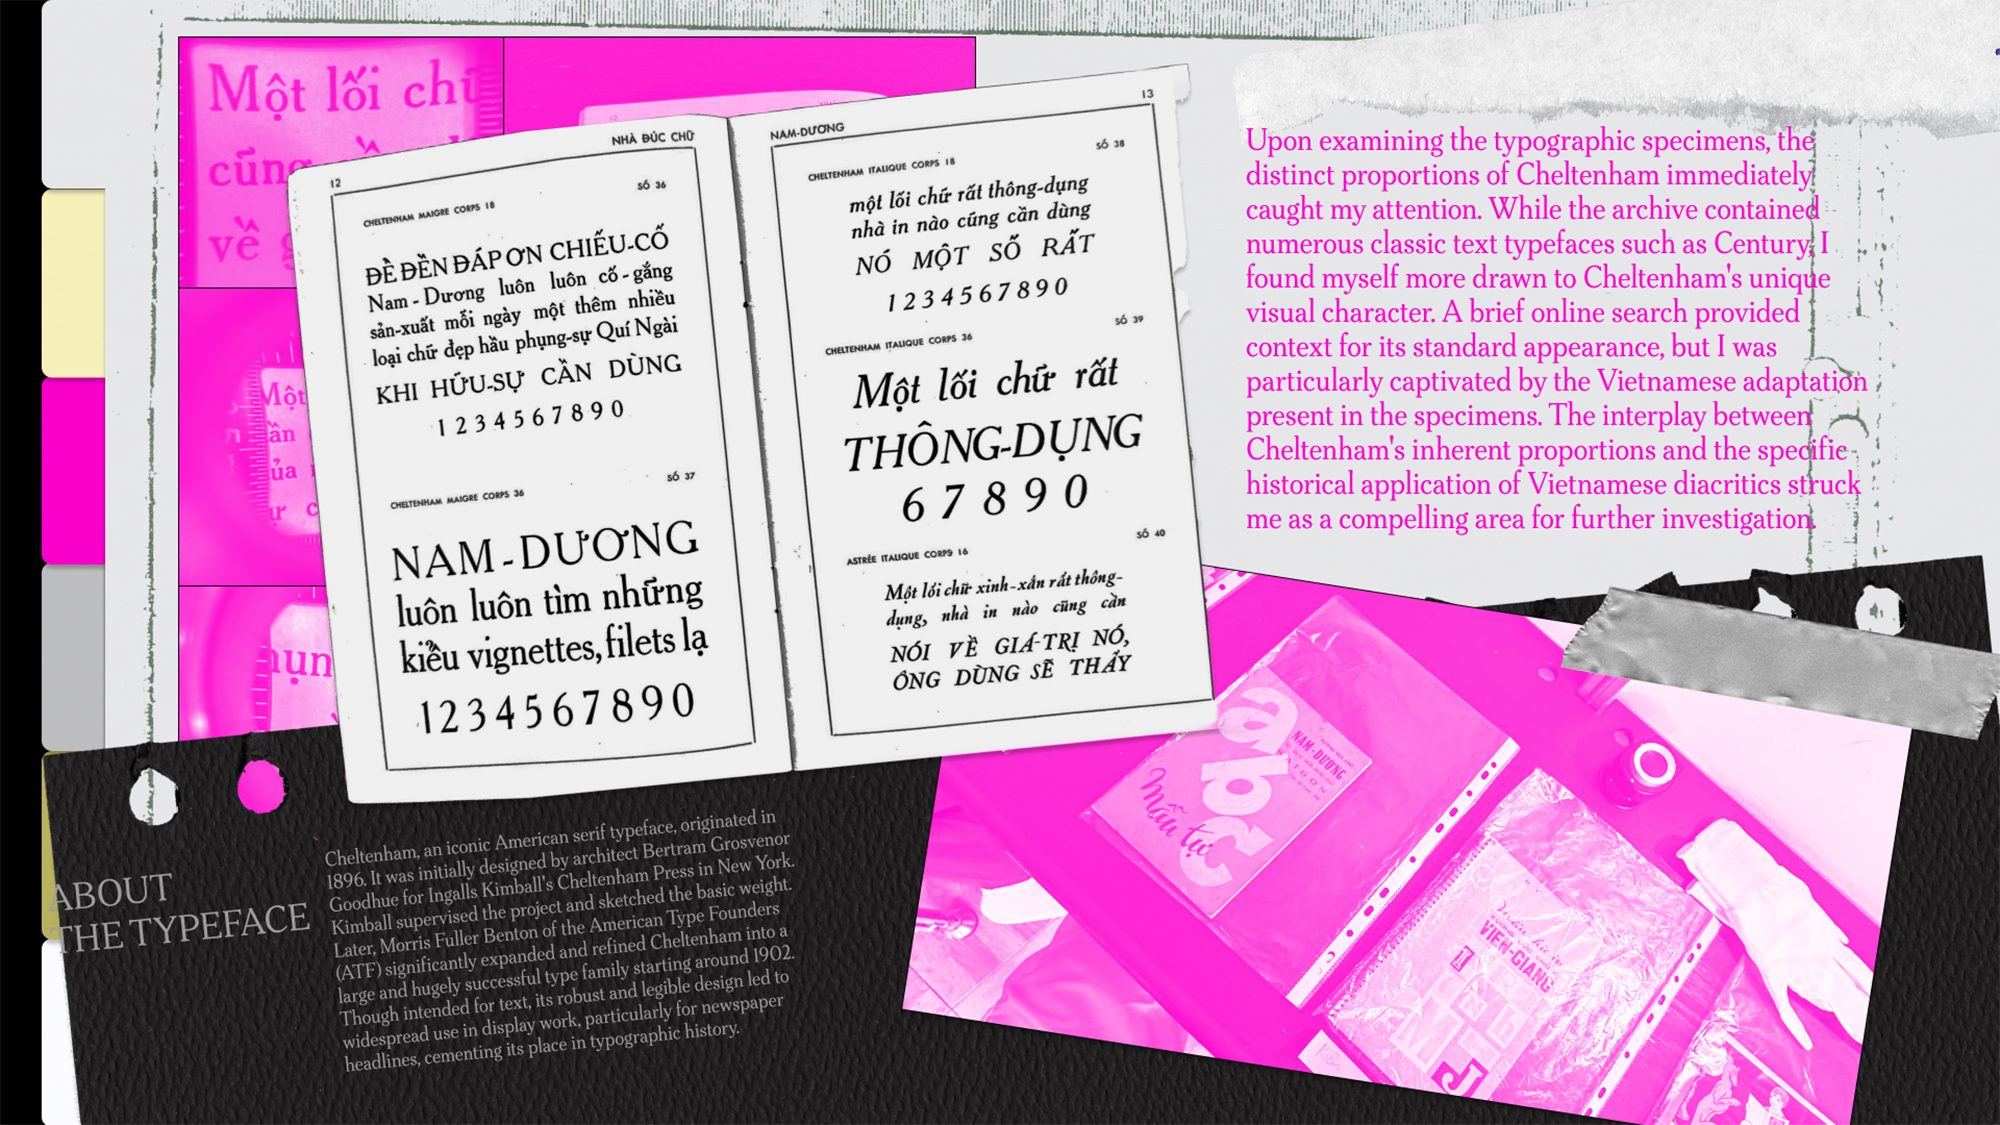 Một lối chữ
cũng
về
Một
ủa
NHÀ ĐÚC CHỮ
12
SỐ 36
CHELTENHAM MAIGRE CORPS 18
ĐỀ ĐỀN ĐÁP ƠN CHIẾU-CỐ
Nam - Dương luôn luôn cố - gắng
sản-xuất mỗi ngày một thêm nhiều
loại chữ đẹp hầu phụng-sự Quí Ngài
KHI HỮU-SỰ CẦN DÙNG
1 2 3 4 5 6 7 8 9 0
SỐ 37
CHELTENHAM MAIGRE CORPS 36
NAM - DƯƠNG
luôn luôn tìm những
kiểu vignettes, filets lạ
1 2 3 4 5 6 7 8 9 0
13
NAM-DƯƠNG
SỐ 38
CHELTENHAM ITALIQUE CORPS 18
một lối chữ rất thông-dụng
nhà in nào cũng cần dùng
NÓ MỘT SỐ RẤT
1 2 3 4 5 6 7 8 9 0
SỐ 39
CHELTENHAM ITALIQUE CORPS 36
Một lối chữ rất
THÔNG-DỤNG
6 7 8 9 0
SỐ 40
ASTRÉE ITALIQUE CORPS 16
Một lối chữ xinh-xắn rất thông-
dụng, nhà in nào cũng cần
NÓI VỀ GIÁ-TRỊ NÓ,
ÔNG DÙNG SẼ THẤY
Upon examining the typographic specimens, the
distinct proportions of Cheltenham immediately
caught my attention. While the archive contained
numerous classic text typefaces such as Century, I
found myself more drawn to Cheltenham's unique
visual character. A brief online search provided
context for its standard appearance, but I was
particularly captivated by the Vietnamese adaptation
present in the specimens. The interplay between
Cheltenham's inherent proportions and the specific
historical application of Vietnamese diacritics struck
me as a compelling area for further investigation.
ABOUT
THE TYPEFACE
Cheltenham, an iconic American serif typeface, originated in
1896. It was initially designed by architect Bertram Grosvenor
Goodhue for Ingalls Kimball's Cheltenham Press in New York.
Kimball supervised the project and sketched the basic weight.
Later, Morris Fuller Benton of the American Type Founders
(ATF) significantly expanded and refined Cheltenham into a
large and hugely successful type family starting around 1902.
Though intended for text, its robust and legible design led to
widespread use in display work, particularly for newspaper
headlines, cementing its place in typographic history.
abc
NAM-DƯƠNG
SAIGON
Mẫu tự
VIEN-GIANG